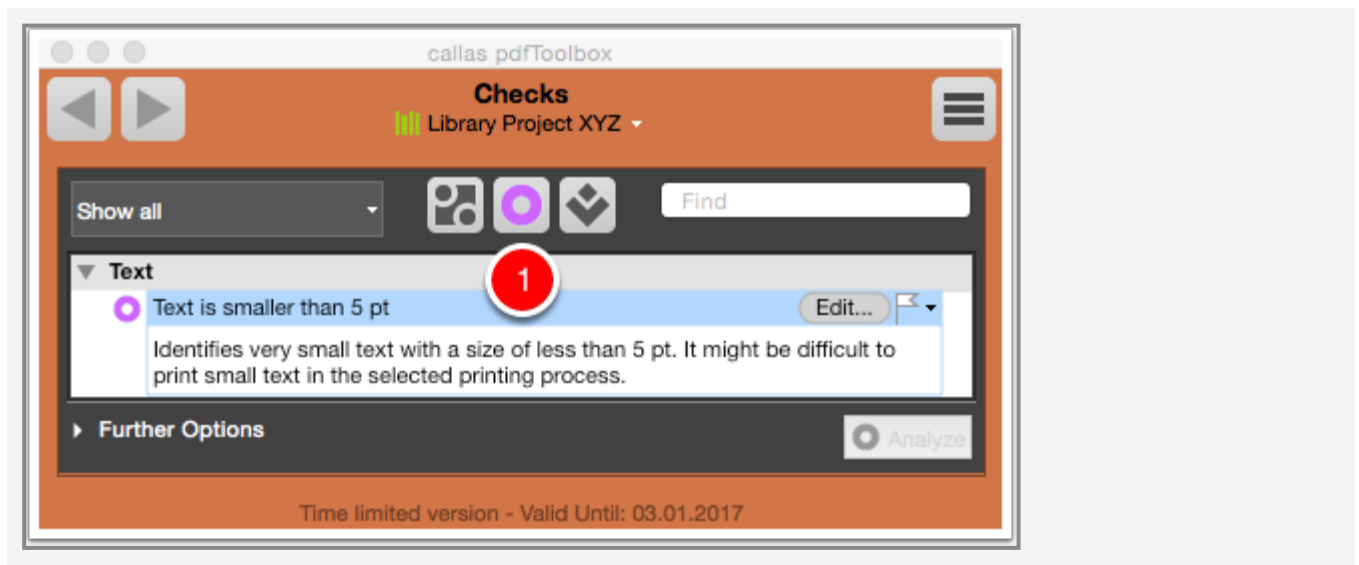 callas pdfToolbox
Checks
Library Project XYZ
Show all
Find
1
Text
Text is smaller than 5 pt
Edit...
Identifies very small text with a size of less than 5 pt. It might be difficult to
print small text in the selected printing process.
Further Options
Analyze
Time limited version - Valid Until: 03.01.2017